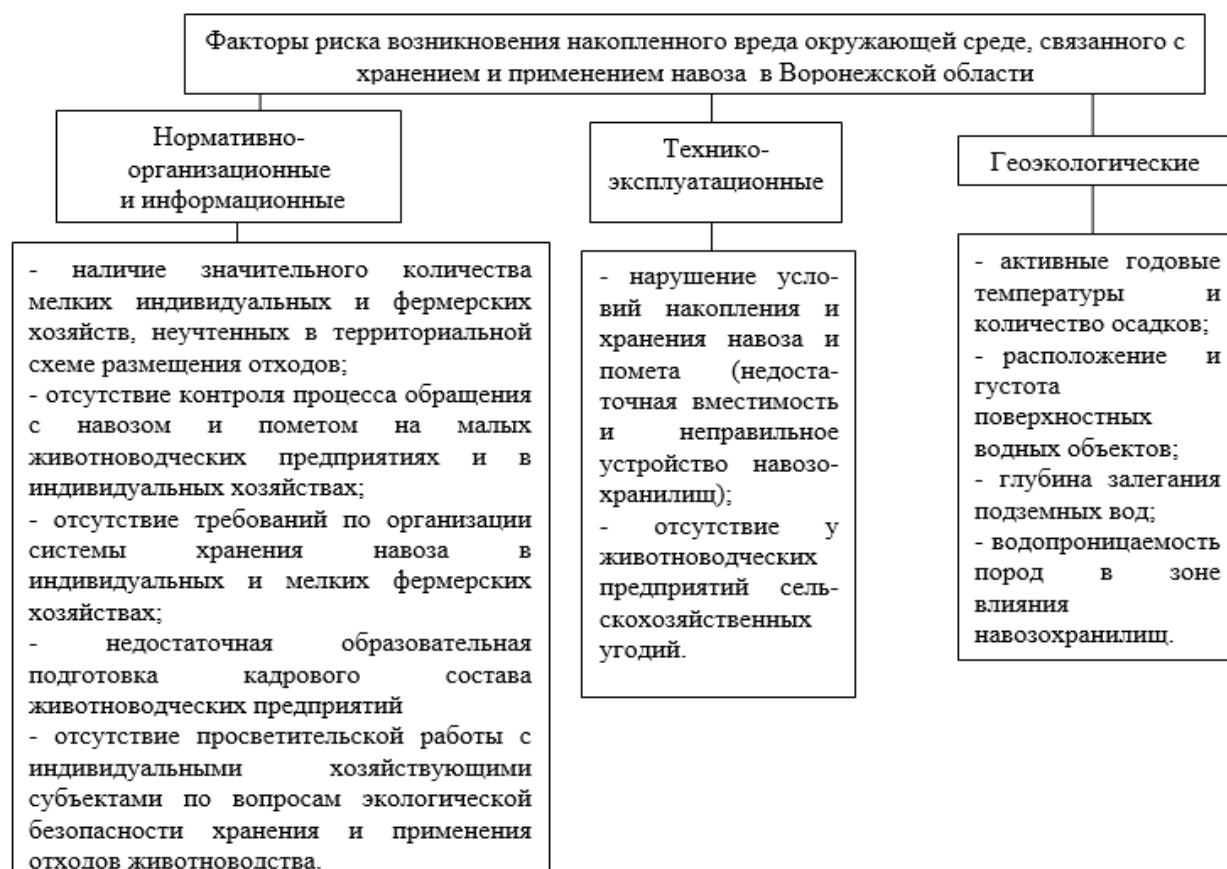 Факторы риска возникновения накопленного вреда окружающей среде, связанного с
хранением и применением навоза в Воронежской области
Нормативно-
организационные
и информационные
- наличие значительного количества
мелких индивидуальных и фермерских
хозяйств, неучтенных в территориальной
схеме размещения отходов;
- отсутствие контроля процесса обращения
с навозом и пометом на малых
животноводческих предприятиях и в
индивидуальных хозяйствах;
- отсутствие требований по организации
системы хранения навоза в
индивидуальных и мелких фермерских
хозяйствах;
- недостаточная образовательная
подготовка кадрового состава
животноводческих предприятий
- отсутствие просветительской работы с
индивидуальными хозяйствующими
субъектами по вопросам экологической
безопасности хранения и применения
отходов животноводства.
Технико-
эксплуатационные
- нарушение усло-
вий накопления и
хранения навоза и
помета (недоста-
точная вместимость
и неправильное
устройство навозо-
хранилищ);
- отсутствие у
животноводческих
предприятий сель-
скохозяйственных
угодий.
Геоэкологические
- активные годовые
температуры и
количество осадков;
- расположение и
густота
поверхностных
водных объектов;
- глубина залегания
подземных вод;
- водопроницаемость
пород в зоне
влияния
навозохранилищ.